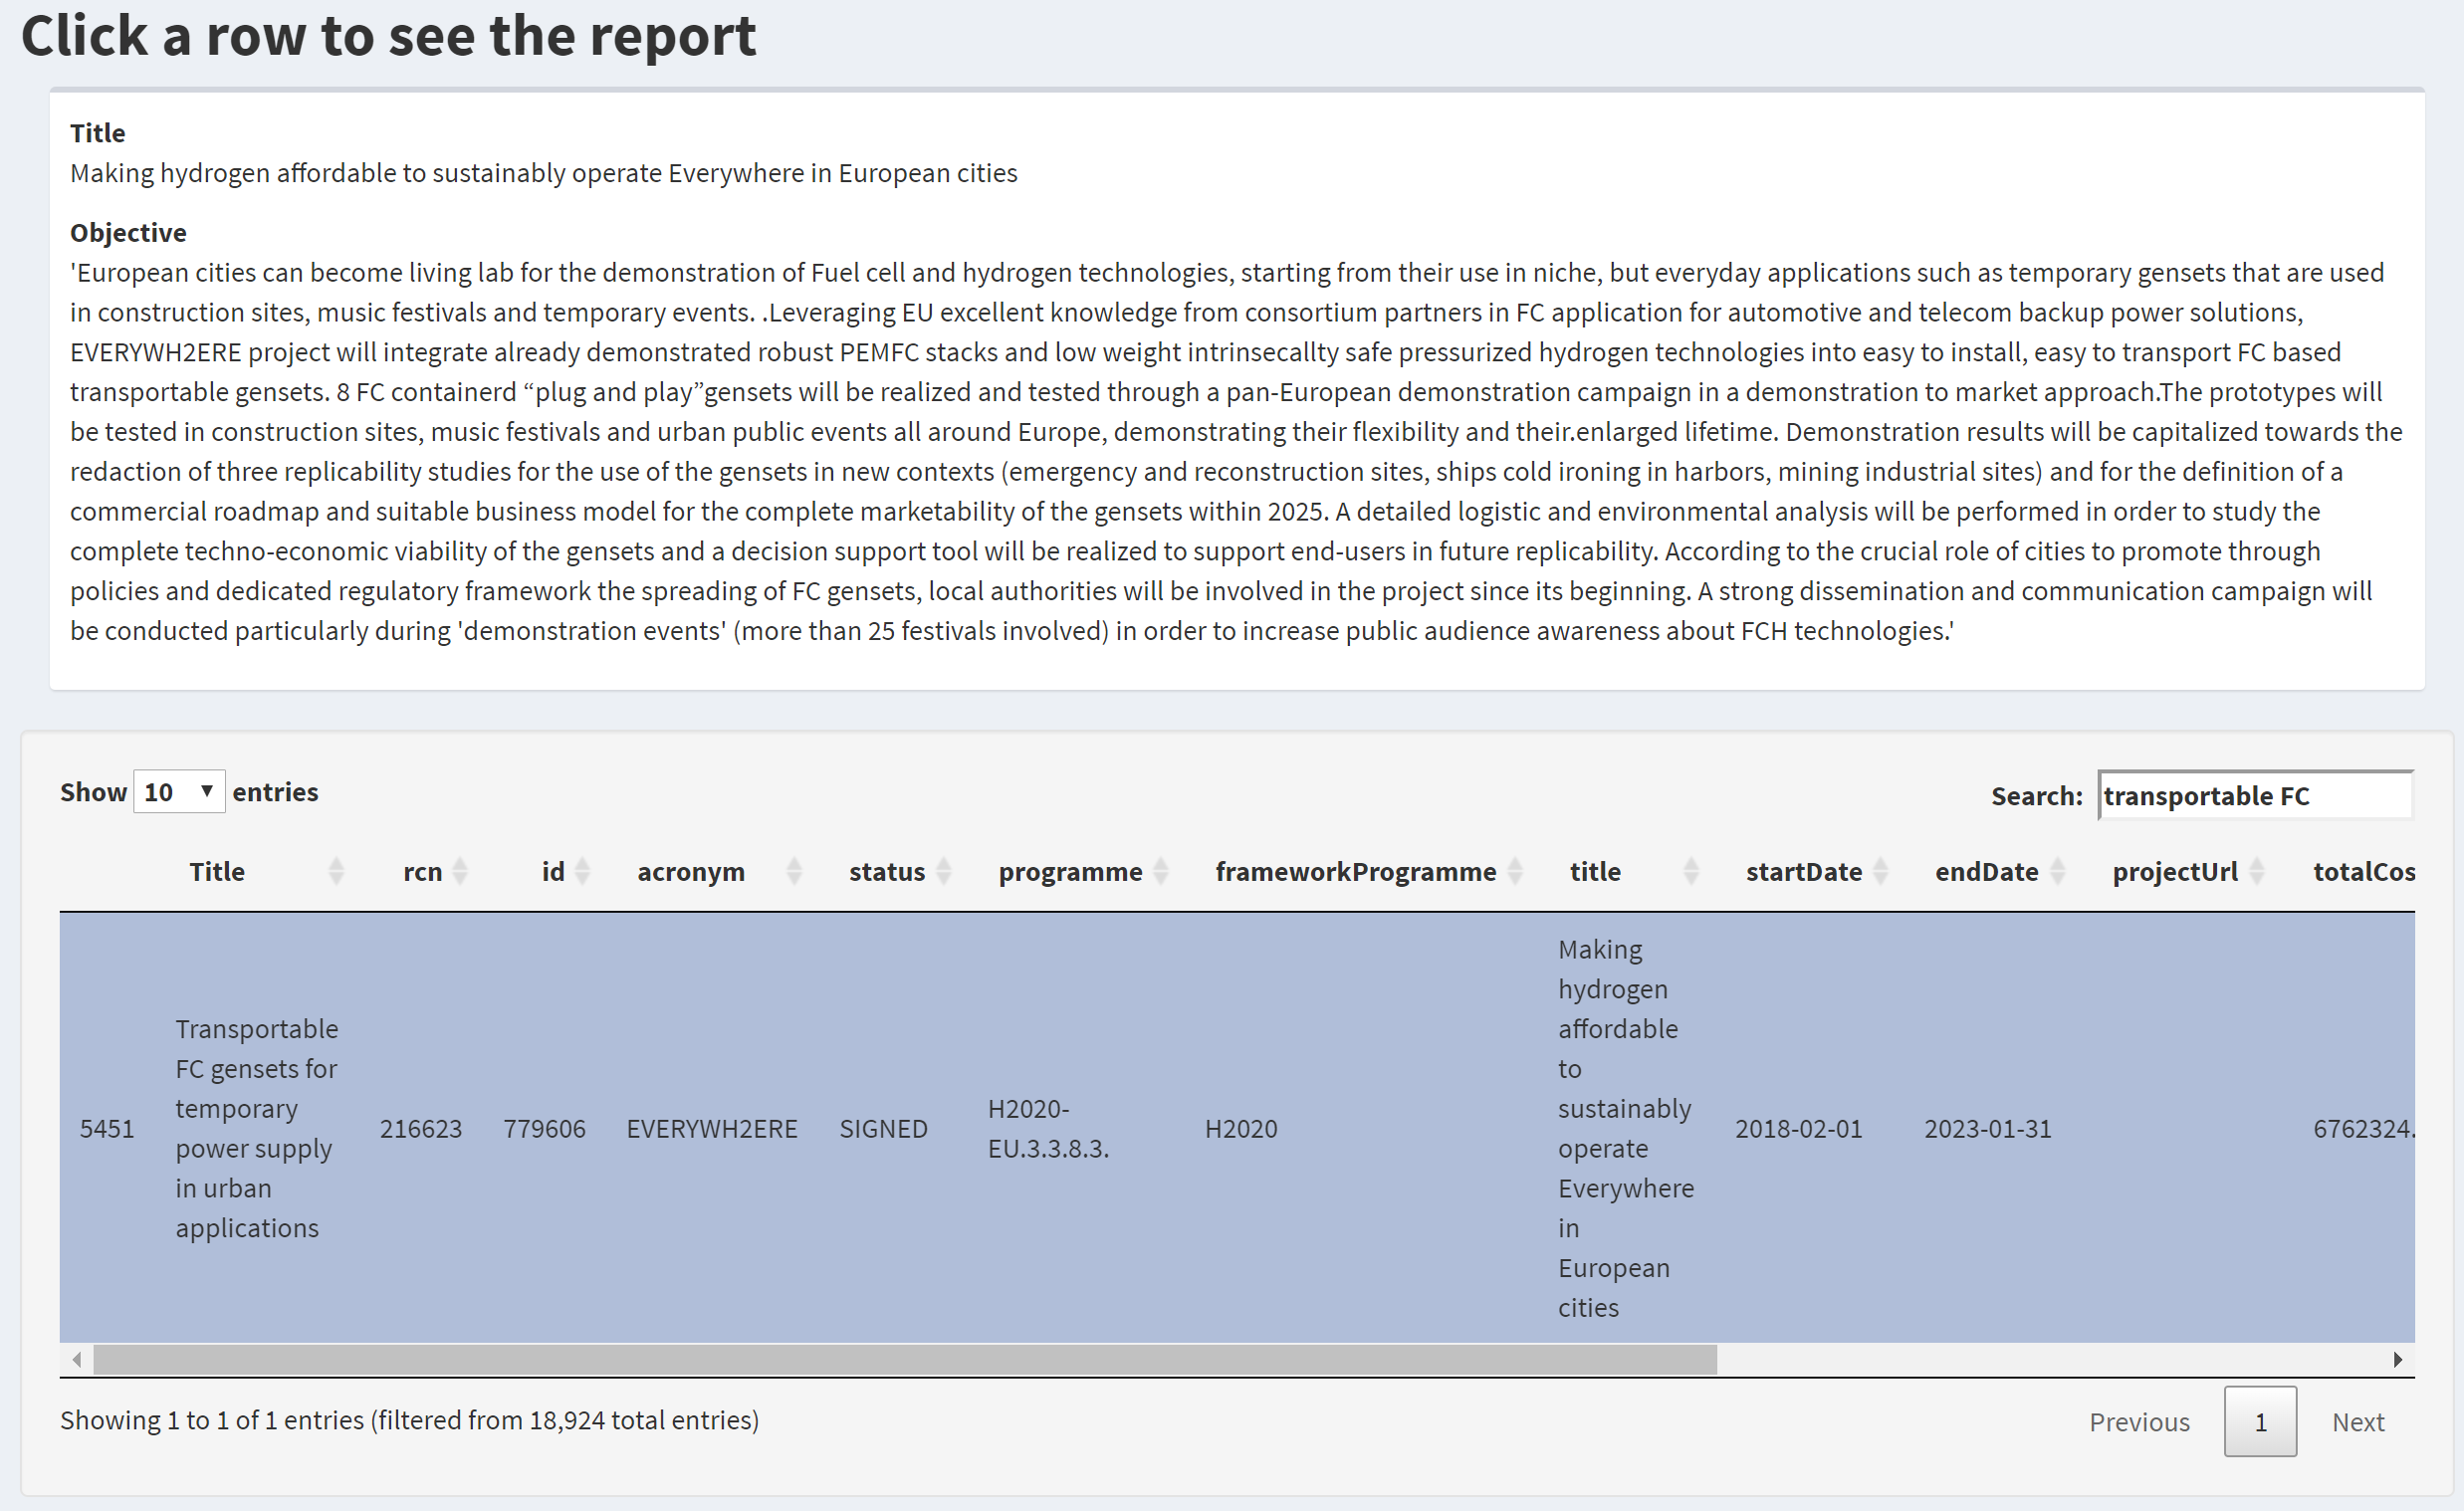 Click a row to see the report
Title
Making hydrogen affordable to sustainably operate Everywhere in European cities
Objective
'European cities can become living lab for the demonstration of Fuel cell and hydrogen technologies, starting from their use in niche, but everyday applications such as temporary gensets that are used
in construction sites, music festivals and temporary events. .Leveraging EU excellent knowledge from consortium partners in FC application for automotive and telecom backup power solutions,
EVERYWH2ERE project will integrate already demonstrated robust PEMFC stacks and low weight intrinsecallty safe pressurized hydrogen technologies into easy to install, easy to transport FC based
transportable gensets. 8 FC containerd “plug and play”gensets will be realized and tested through a pan-European demonstration campaign in a demonstration to market approach.The prototypes will
be tested in construction sites, music festivals and urban public events all around Europe, demonstrating their flexibility and their.enlarged lifetime. Demonstration results will be capitalized towards the
redaction of three replicability studies for the use of the gensets in new contexts (emergency and reconstruction sites, ships cold ironing in harbors, mining industrial sites) and for the definition of a
commercial roadmap and suitable business model for the complete marketability of the gensets within 2025. A detailed logistic and environmental analysis will be performed in order to study the
complete techno-economic viability of the gensets and a decision support tool will be realized to support end-users in future replicability. According to the crucial role of cities to promote through
policies and dedicated regulatory framework the spreading of FC gensets, local authorities will be involved in the project since its beginning. A strong dissemination and communication campaign will
be conducted particularly during 'demonstration events' (more than 25 festivals involved) in order to increase public audience awareness about FCH technologies.'
Show 10 entries Search: transportable FC
Title rcn id acronym status programme frameworkProgramme title startDate endDate projectUrl totalCos
5451
Transportable
FC gensets for
temporary
power supply
in urban
applications
216623
779606
EVERYWH2ERE
SIGNED
H2020-
EU.3.3.8.3.
H2020
Making
hydrogen
affordable
to
sustainably
operate
Everywhere
in
European
cities
2018-02-01
2023-01-31
6762324.
Showing 1 to 1 of 1 entries (filtered from 18,924 total entries) Previous 1 Next